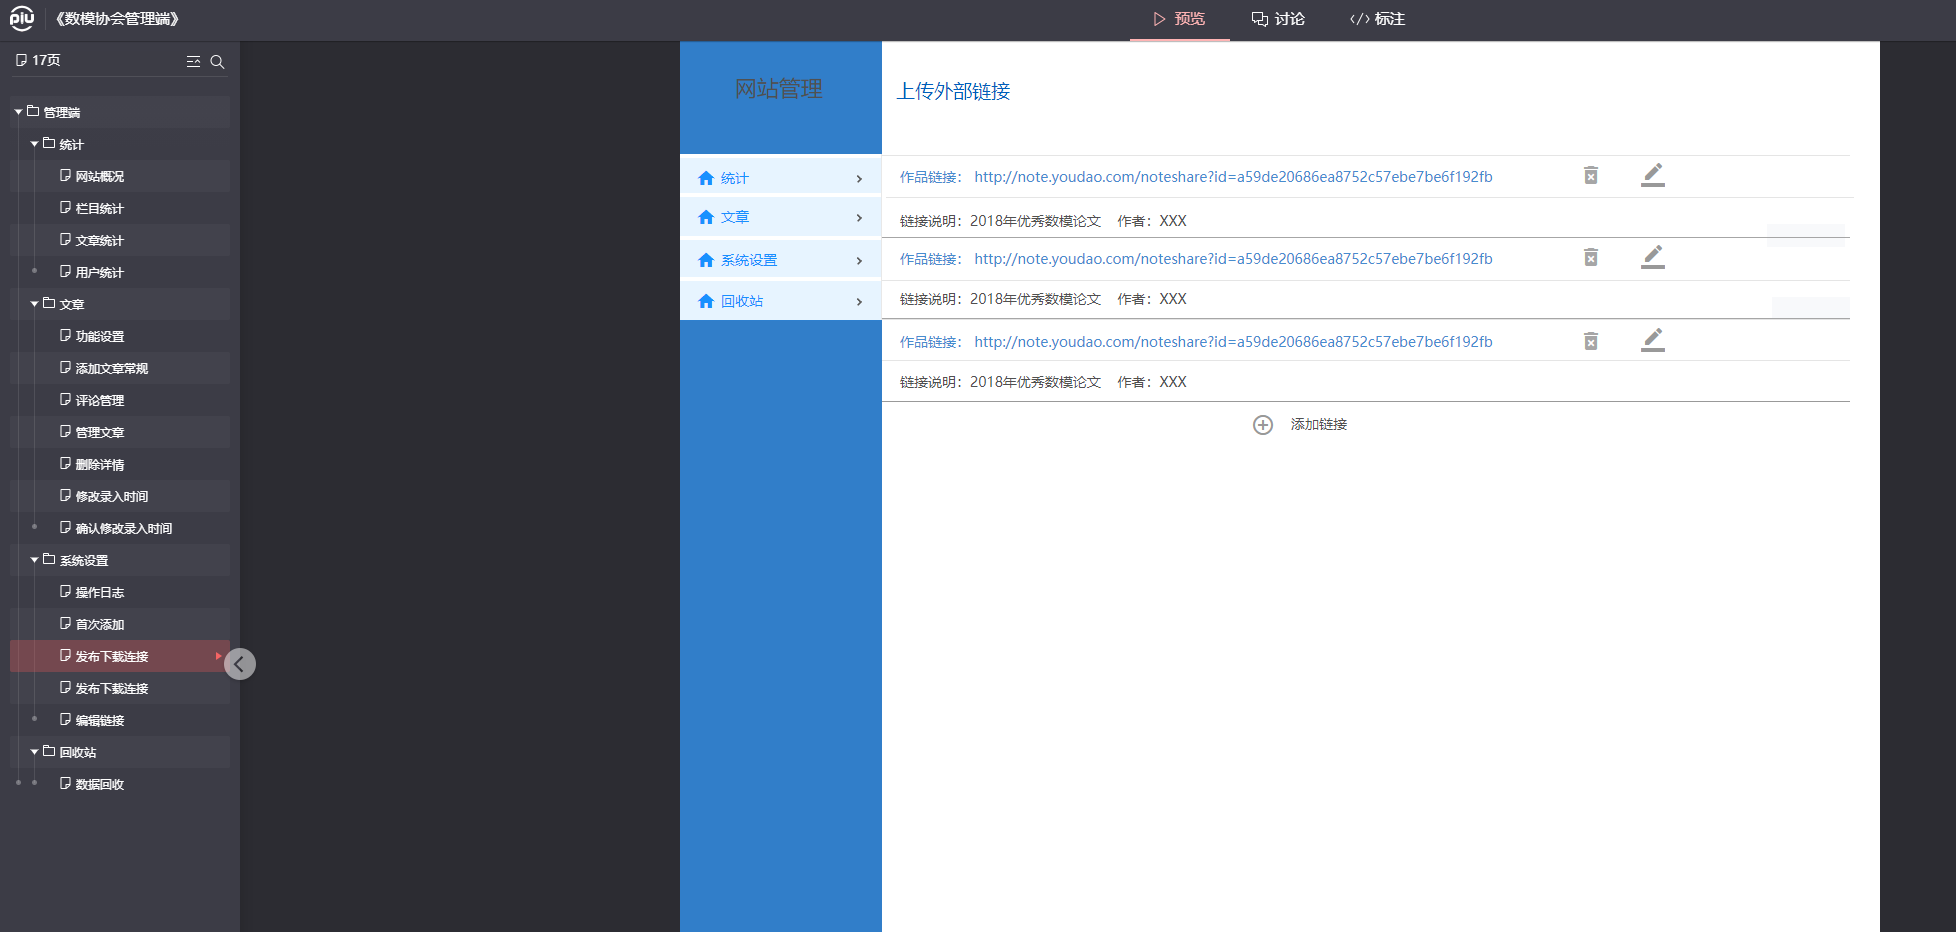 piu 《数模协会管理端》
预览 讨论 </> 标注
17页
管理端
统计
网站概况
栏目统计
文章统计
用户统计
文章
功能设置
添加文章常规
评论管理
管理文章
删除详情
修改录入时间
确认修改录入时间
系统设置
操作日志
首次添加
发布下载连接
发布下载连接
编辑链接
回收站
数据回收
网站管理
统计
文章
系统设置
回收站
上传外部链接
作品链接： http://note.youdao.com/noteshare?id=a59de20686ea8752c57ebe7be6f192fb
链接说明：2018年优秀数模论文 作者：XXX
作品链接： http://note.youdao.com/noteshare?id=a59de20686ea8752c57ebe7be6f192fb
链接说明：2018年优秀数模论文 作者：XXX
作品链接： http://note.youdao.com/noteshare?id=a59de20686ea8752c57ebe7be6f192fb
链接说明：2018年优秀数模论文 作者：XXX
添加链接